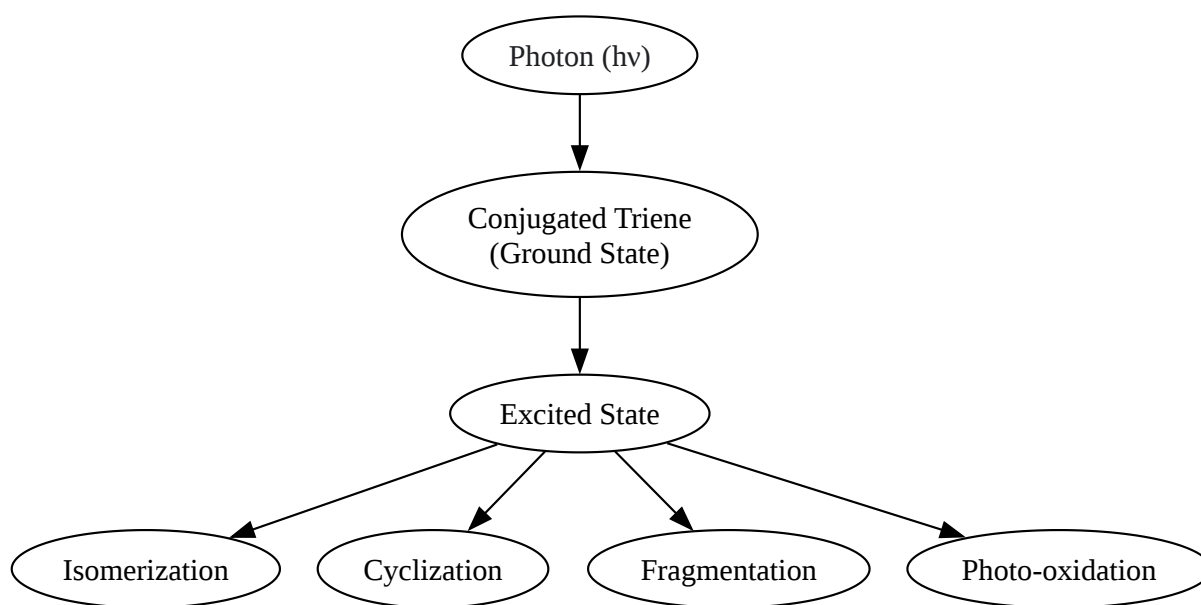 Photon (hν)
Conjugated Triene
(Ground State)
Excited State
Isomerization
Cyclization
Fragmentation
Photo-oxidation